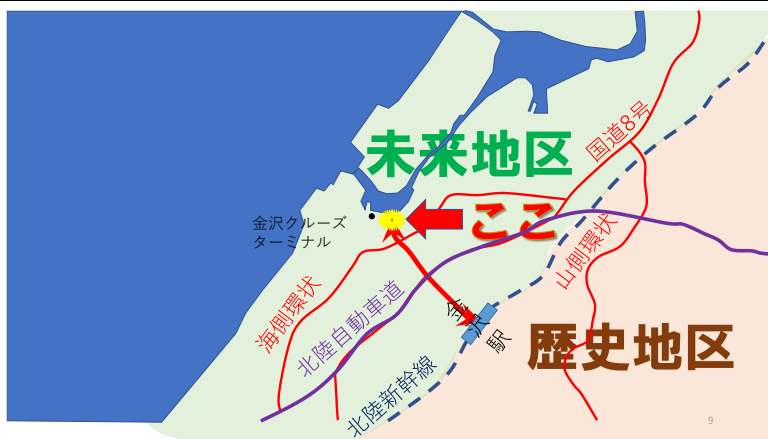 国道8号
未来地区
ここ
金沢クルーズ
ターミナル
山側環状
海側環状
北陸自動車道
金沢駅
歴史地区
北陸新幹線
9